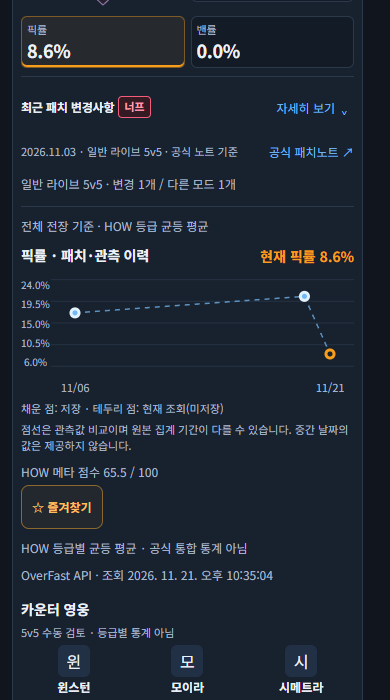 픽률
8.6%
밴률
0.0%
최근 패치 변경사항 너프
자세히 보기 ⌄
2026.11.03 · 일반 라이브 5v5 · 공식 노트 기준
공식 패치노트 ↗
일반 라이브 5v5 · 변경 1개 / 다른 모드 1개
전체 전장 기준 · HOW 등급 균등 평균
픽률 · 패치·관측 이력
현재 픽률 8.6%
24.0%
19.5%
15.0%
10.5%
6.0%
11/06
11/21
채운 점: 저장 · 테두리 점: 현재 조회(미저장)
점선은 관측값 비교이며 원본 집계 기간이 다를 수 있습니다. 중간 날짜의
값은 제공하지 않습니다.
HOW 메타 점수 65.5 / 100
☆ 즐겨찾기
HOW 등급별 균등 평균 · 공식 통합 통계 아님
OverFast API · 조회 2026. 11. 21. 오후 10:35:04
카운터 영웅
5v5 수동 검토 · 등급별 통계 아님
윈
모
시
윈스턴
모이라
시메트라